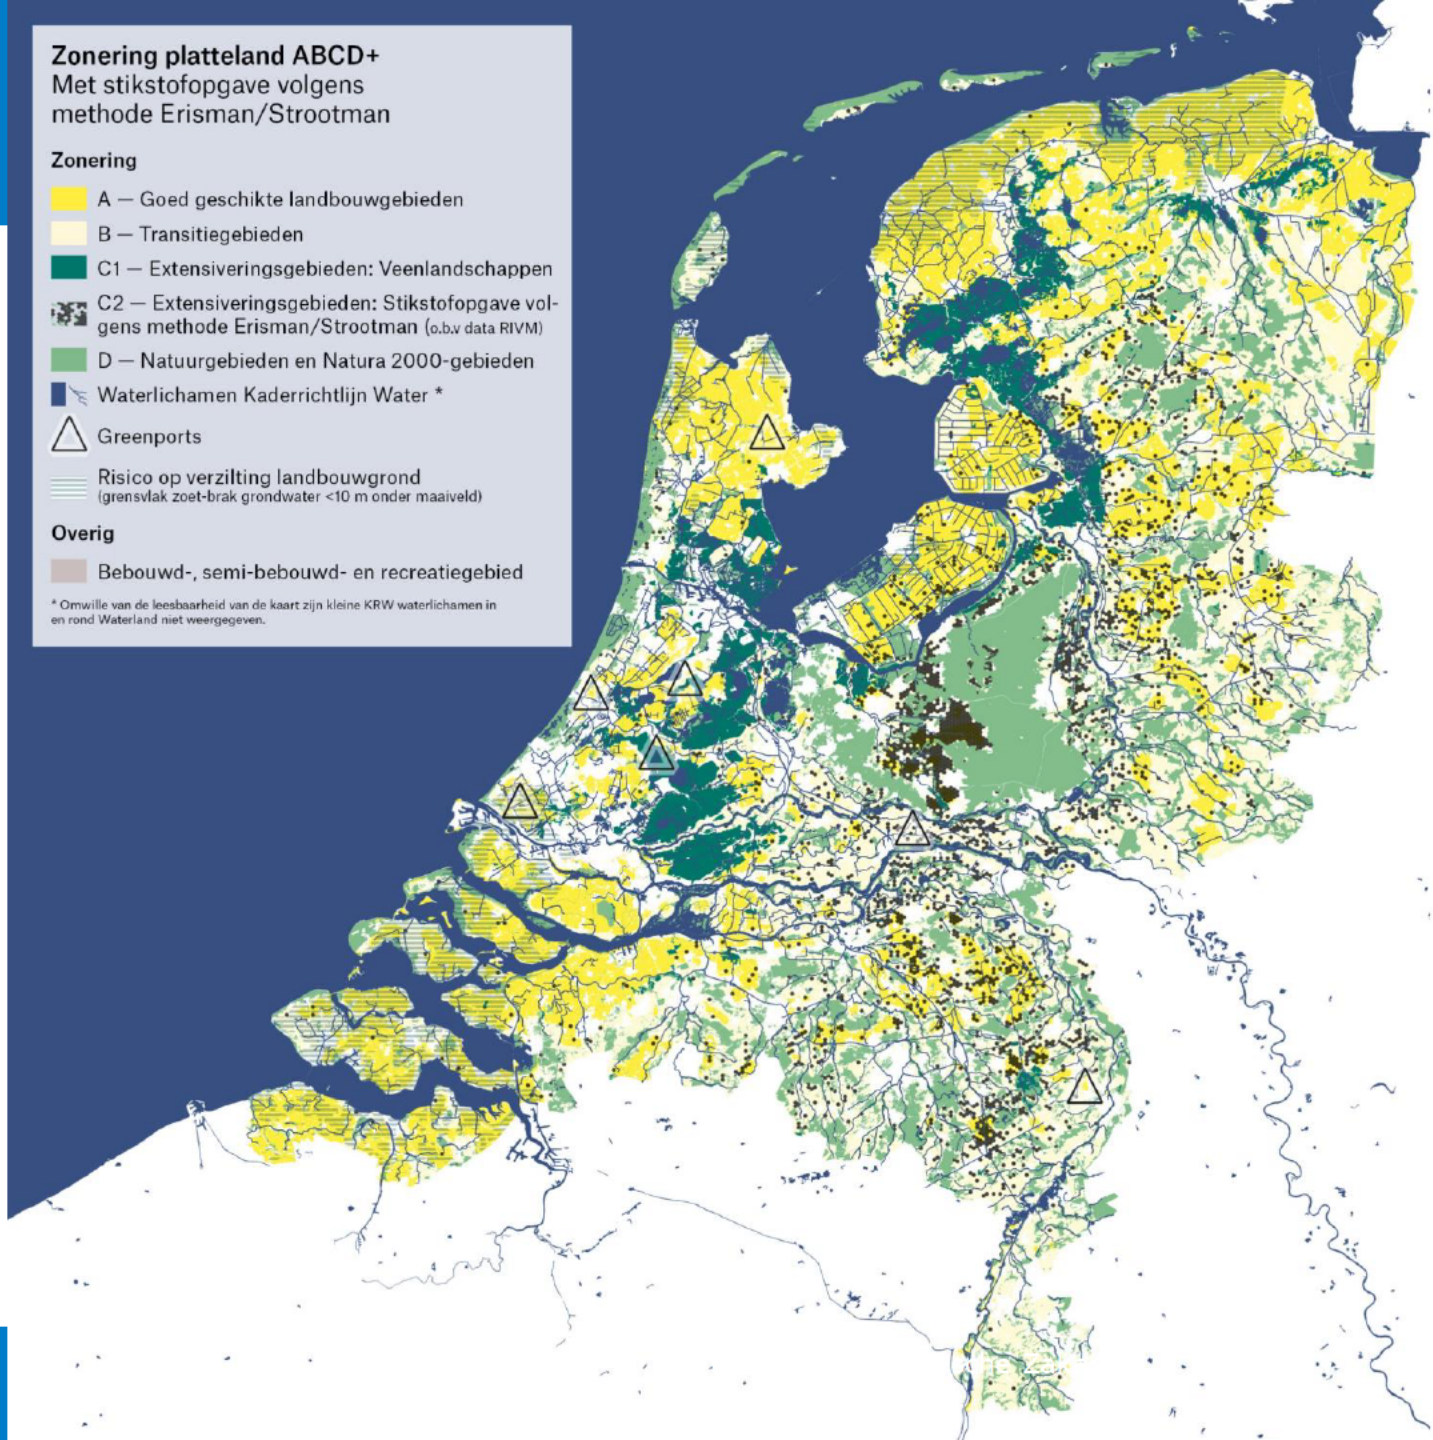 Zonering platteland ABCD+
Met stikstofopgave volgens
methode Erisman/Strootman
Zonering
A — Goed geschikte landbouwgebieden
B — Transitiegebieden
C1 — Extensiveringsgebieden: Veenlandschappen
C2 — Extensiveringsgebieden: Stikstofopgave vol-
gens methode Erisman/Strootman (o.b.v data RIVM)
D — Natuurgebieden en Natura 2000-gebieden
Waterlichamen Kaderrichtlijn Water *
Greenports
Risico op verzilting landbouwgrond
(grensvlak zoet-brak grondwater <10 m onder maaiveld)
Overig
Bebouwd-, semi-bebouwd- en recreatiegebied
* Omwille van de leesbaarheid van de kaart zijn kleine KRW waterlichamen in
en rond Waterland niet weergegeven.